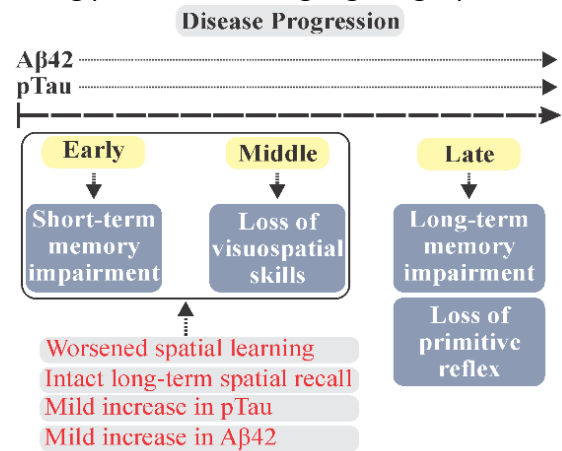 Disease Progression
Aβ42
pTau
Early
Middle
Late
Short-term
memory
impairment
Loss of
visuospatial
skills
Long-term
memory
impairment
Loss of
primitive
reflex
Worsened spatial learning
Intact long-term spatial recall
Mild increase in pTau
Mild increase in Aβ42